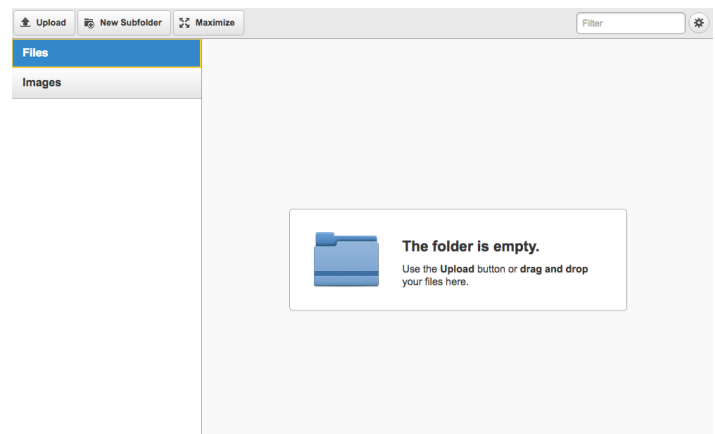 Upload New Subfolder Maximize Filter
Files
Images
The folder is empty.
Use the Upload button or drag and drop
your files here.